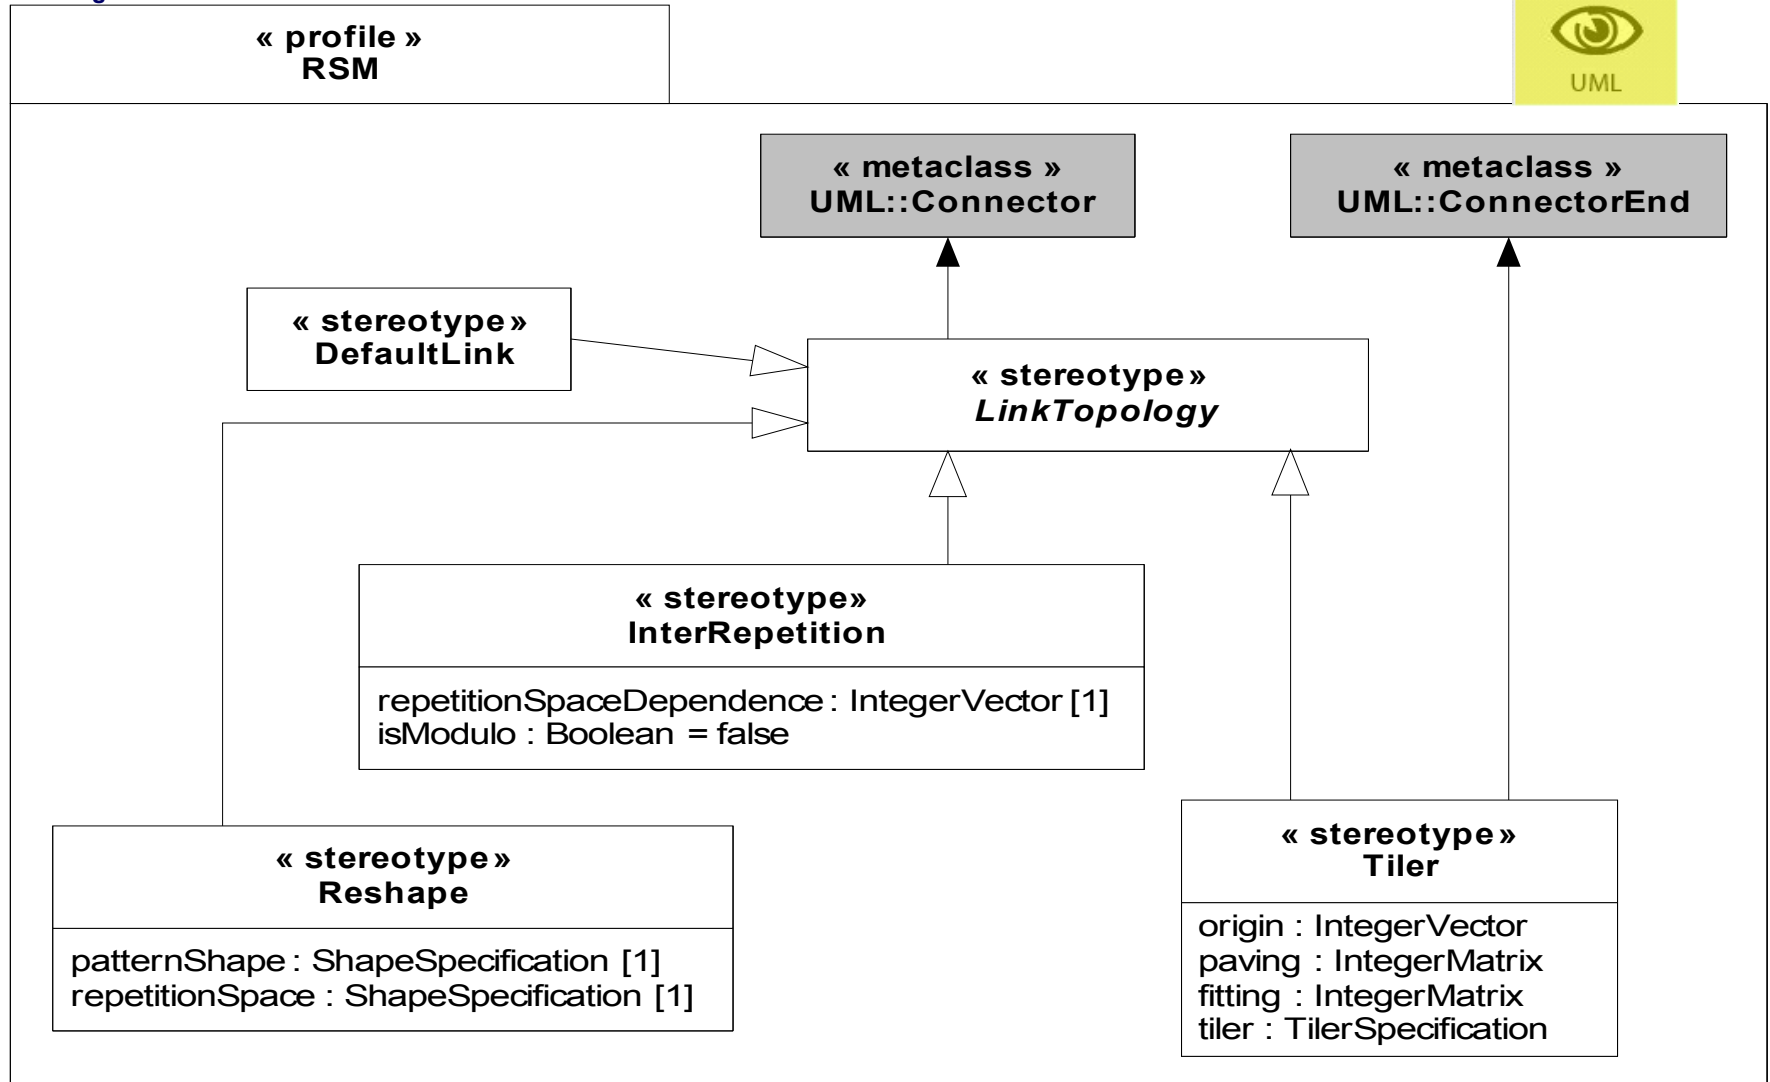 « profile »
RSM
UML
« metaclass »
UML::Connector
« metaclass »
UML::ConnectorEnd
« stereotype»
DefaultLink
« stereotype»
LinkTopology
« stereotype»
InterRepetition
repetitionSpaceDependence : IntegerVector [1]
isModulo : Boolean = false
« stereotype»
Reshape
patternShape : ShapeSpecification [1]
repetitionSpace : ShapeSpecification [1]
« stereotype»
Tiler
origin : IntegerVector
paving : IntegerMatrix
fitting : IntegerMatrix
tiler : TilerSpecification